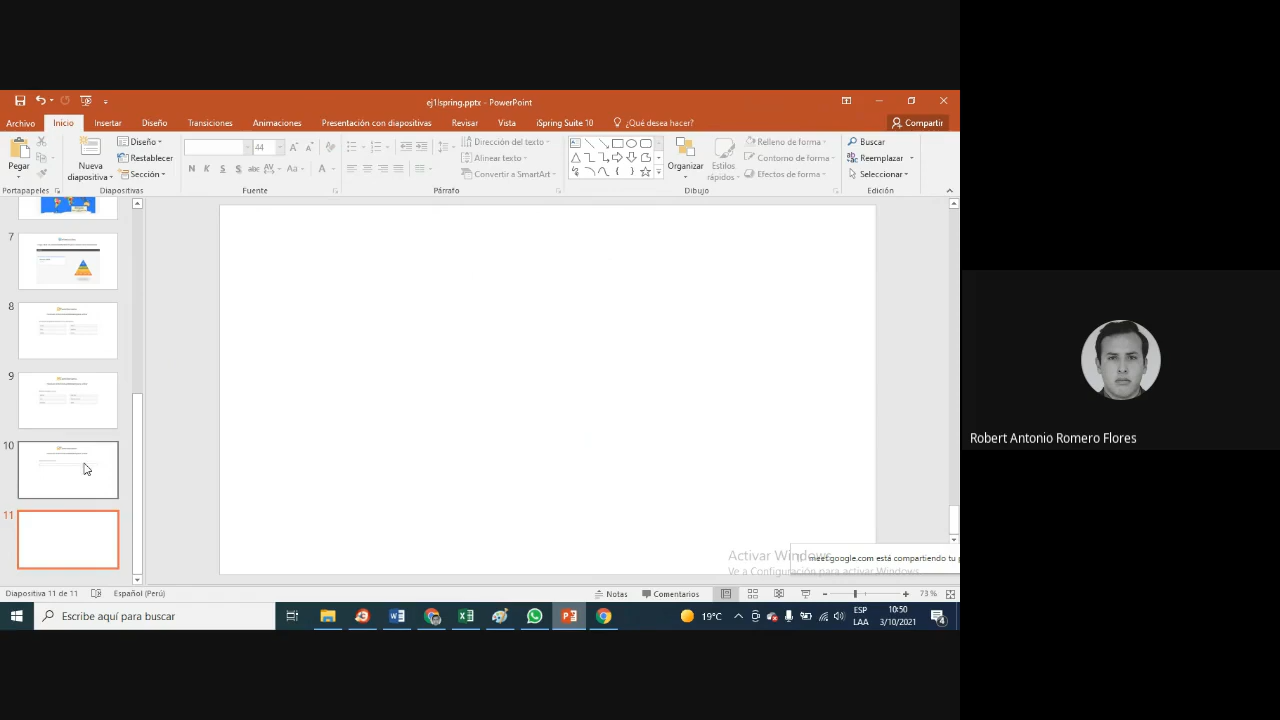 ej1Ispring.pptx - PowerPoint
Archivo Inicio Insertar Diseño Transiciones Animaciones Presentación con diapositivas Revisar Vista iSpring Suite 10 ¿Qué desea hacer? Compartir
Pegar
Nueva diapositiva
Diseño
Restablecer
Sección
44
N K S S abc AV Aa A
Dirección del texto
Alinear texto
Convertir a SmartArt
Organizar
Estilos rápidos
Relleno de forma
Contorno de forma
Efectos de forma
Buscar
Reemplazar
Seleccionar
Portapapeles Diapositivas Fuente Párrafo Dibujo Edición
7
8
9
10
11
Robert Antonio Romero Flores
Activar Windows
Ve a Configuración para activar Windows.
meet.google.com está compartiendo tu p
Diapositiva 11 de 11 Español (Perú) Notas Comentarios 73 %
Escribe aquí para buscar
19°C
ESP
LAA
10:50
3/10/2021
4